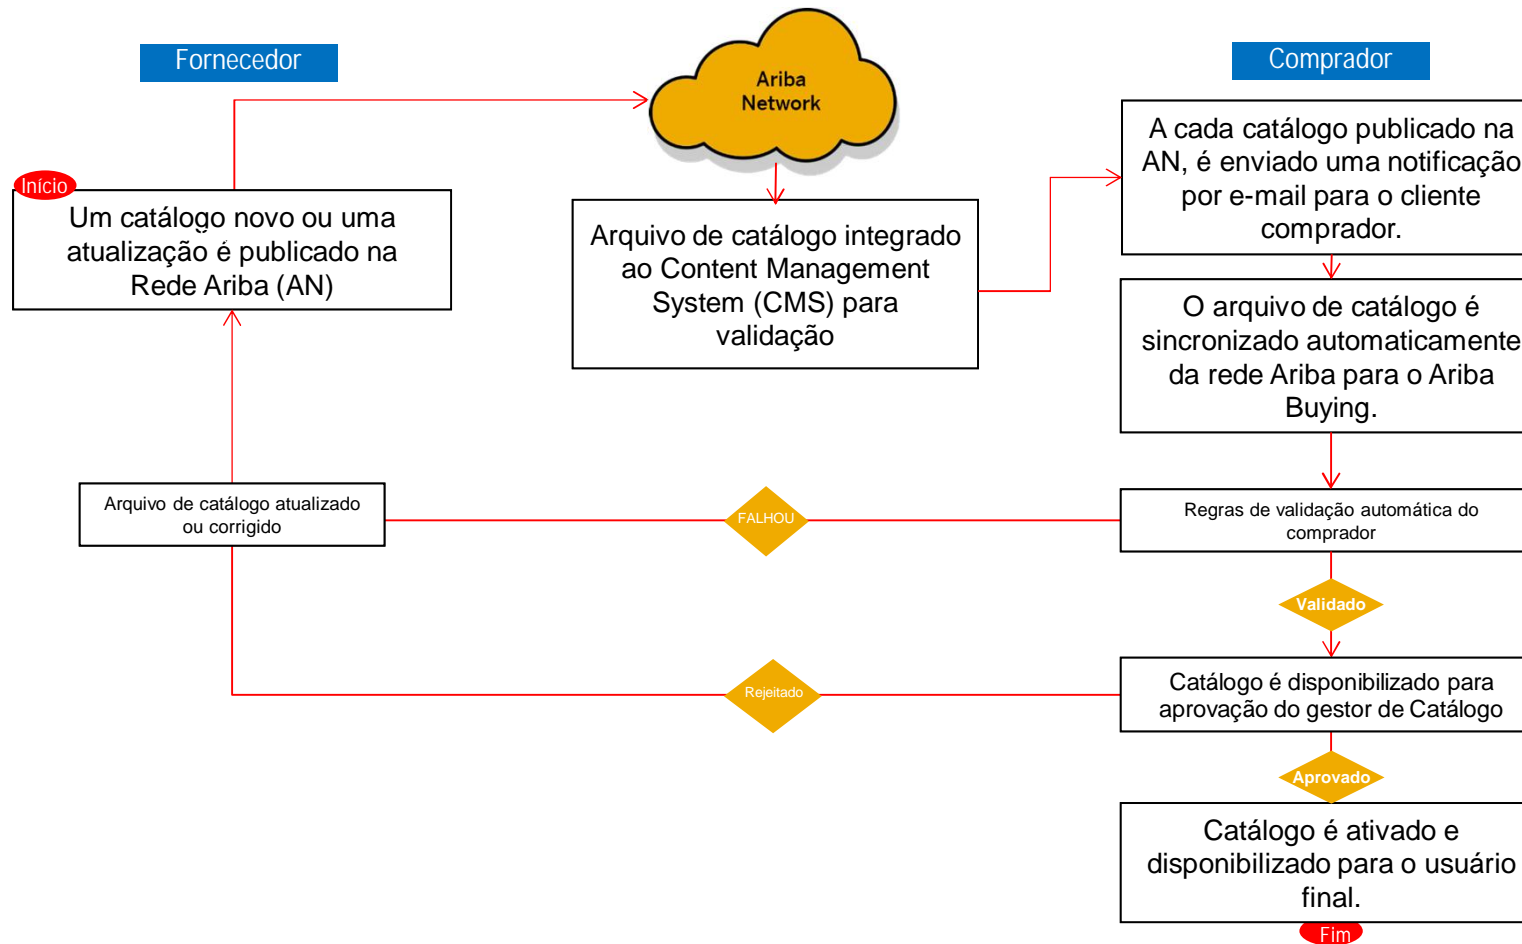 Fornecedor
Ariba
Network
Comprador
Início
Um catálogo novo ou uma
atualização é publicado na
Rede Ariba (AN)
Arquivo de catálogo integrado
ao Content Management
System (CMS) para
validação
A cada catálogo publicado na
AN, é enviado uma notificação
por e-mail para o cliente
comprador.
O arquivo de catálogo é
sincronizado automaticamente
da rede Ariba para o Ariba
Buying.
Arquivo de catálogo atualizado
ou corrigido
FALHOU
Regras de validação automática do
comprador
Validado
Rejeitado
Catálogo é disponibilizado para
aprovação do gestor de Catálogo
Aprovado
Catálogo é ativado e
disponibilizado para o usuário
final.
Fim